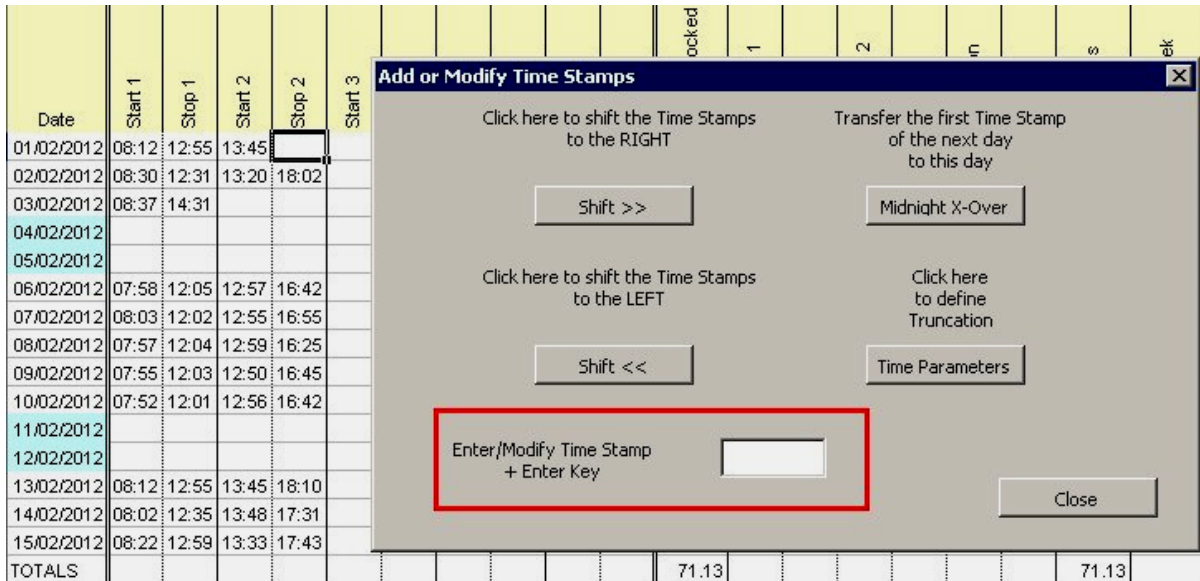 Date Start 1 Stop 1 Start 2 Stop 2 Start 3 ocked 1 2 n s ek
Add or Modify Time Stamps
Click here to shift the Time Stamps
to the RIGHT
Shift >>
Transfer the first Time Stamp
of the next day
to this day
Midnight X-Over
Click here to shift the Time Stamps
to the LEFT
Shift <<
Click here
to define
Truncation
Time Parameters
Enter/Modify Time Stamp
+ Enter Key
Close
01/02/2012 08:12 12:55 13:45
02/02/2012 08:30 12:31 13:20 18:02
03/02/2012 08:37 14:31
04/02/2012
05/02/2012
06/02/2012 07:58 12:05 12:57 16:42
07/02/2012 08:03 12:02 12:55 16:55
08/02/2012 07:57 12:04 12:59 16:25
09/02/2012 07:55 12:03 12:50 16:45
10/02/2012 07:52 12:01 12:56 16:42
11/02/2012
12/02/2012
13/02/2012 08:12 12:55 13:45 18:10
14/02/2012 08:02 12:35 13:48 17:31
15/02/2012 08:22 12:59 13:33 17:43
TOTALS 71.13 71.13